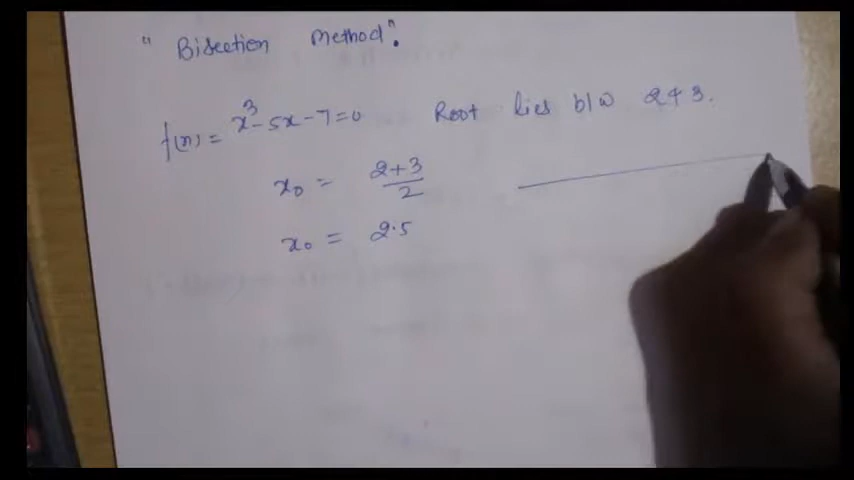 " Bisection Method".
f(x) = x³-5x-7=0 Root lies b/w 2 & 3.
x₀ = 2+3/2
x₀ = 2.5